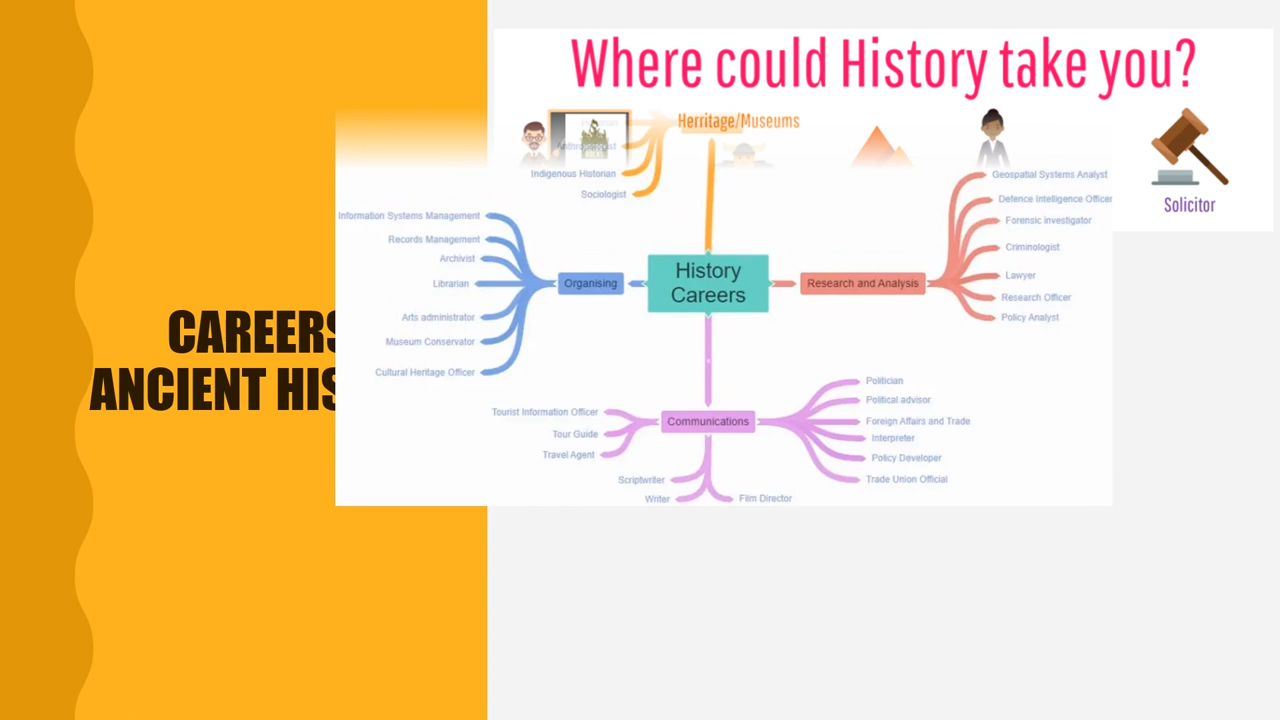 Where could History take you?
Herritage/Museums
Anthropologist
Indigenous Historian
Sociologist
Solicitor
Information Systems Management
Records Management
Archivist
Librarian
Arts administrator
Museum Conservator
Cultural Heritage Officer
Organising
History
Careers
Research and Analysis
Geospatial Systems Analyst
Defence Intelligence Officer
Forensic investigator
Criminologist
Lawyer
Research Officer
Policy Analyst
CAREERS
ANCIENT HIS
Communications
Tourist Information Officer
Tour Guide
Travel Agent
Scriptwriter
Writer
Film Director
Politician
Political advisor
Foreign Affairs and Trade
Interpreter
Policy Developer
Trade Union Official